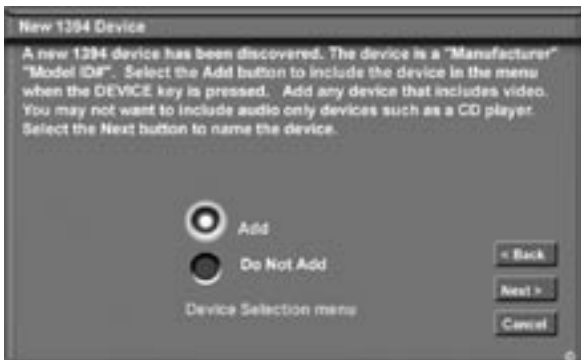 New 1394 Device
A new 1394 device has been discovered. The device is a "Manufacturer"
"Model ID#". Select the Add button to include the device in the menu
when the DEVICE key is pressed. Add any device that includes video.
You may not want to include audio only devices such as a CD player.
Select the Next button to name the device.
Add
Do Not Add
Device Selection menu
< Back
Next >
Cancel